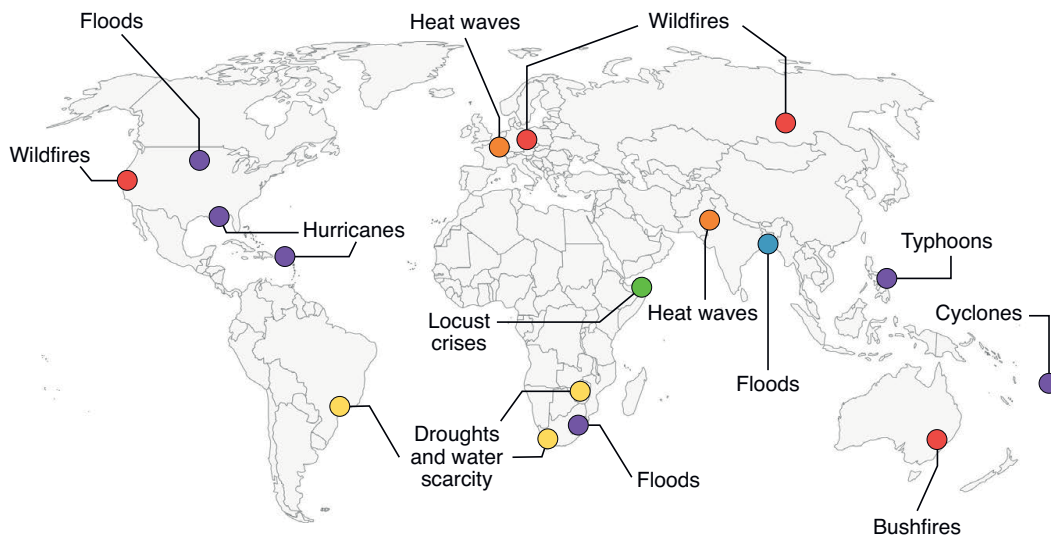 Floods
Heat waves
Wildfires
Wildfires
Hurricanes
Typhoons
Locust
crises
Heat waves
Cyclones
Floods
Droughts
and water
scarcity
Floods
Bushfires